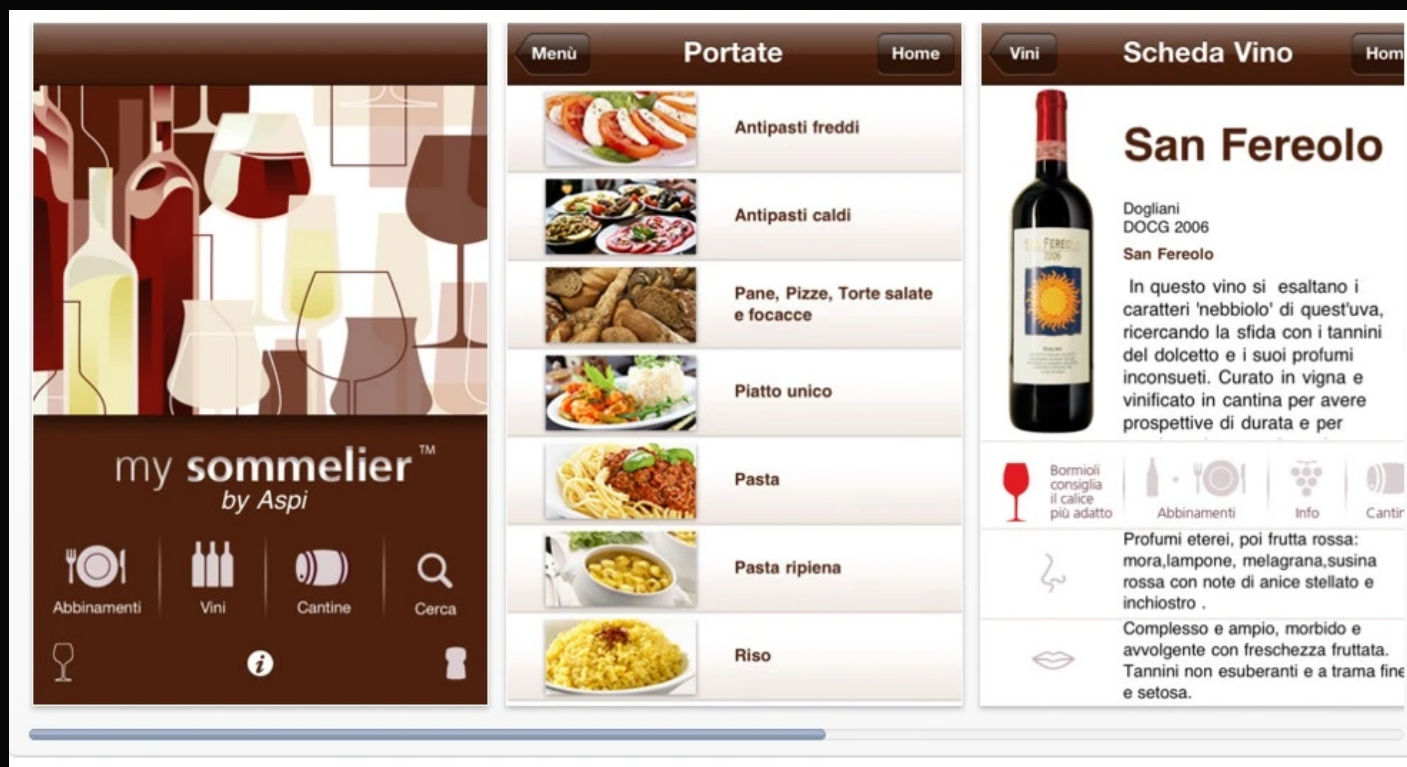 my sommelier™
by Aspi
Abbinamenti
Vini
Cantine
Cerca
i
Menù
Portate
Home
Antipasti freddi
Antipasti caldi
Pane, Pizze, Torte salate
e focacce
Piatto unico
Pasta
Pasta ripiena
Riso
Vini
Scheda Vino
Hom
SAN FEREOLO
2006
San Fereolo
Dogliani
DOCG 2006
San Fereolo
In questo vino si esaltano i
caratteri 'nebbiolo' di quest'uva,
ricercando la sfida con i tannini
del dolcetto e i suoi profumi
inconsueti. Curato in vigna e
vinificato in cantina per avere
prospettive di durata e per
Bormioli
consiglia
il calice
più adatto
Abbinamenti
Info
Cantin
Profumi eterei, poi frutta rossa:
mora,lampone, melagrana,susina
rossa con note di anice stellato e
inchiostro .
Complesso e ampio, morbido e
avvolgente con freschezza fruttata.
Tannini non esuberanti e a trama fine
e setosa.